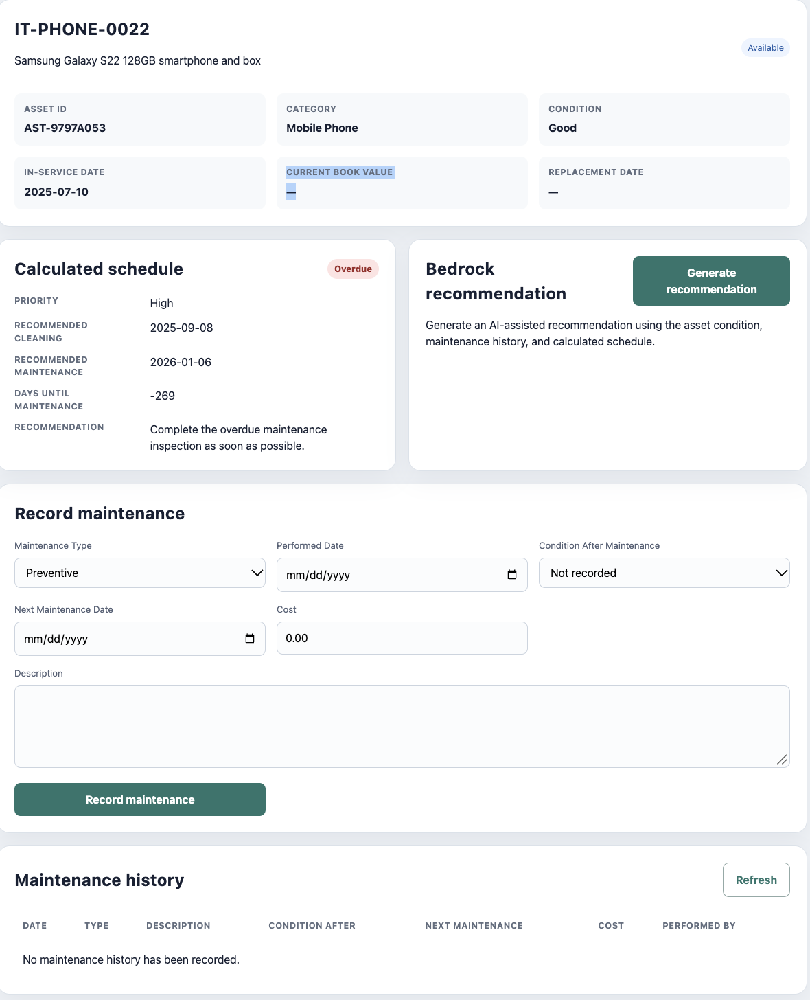 IT-PHONE-0022
Samsung Galaxy S22 128GB smartphone and box
Available
ASSET ID
AST-9797A053
CATEGORY
Mobile Phone
CONDITION
Good
IN-SERVICE DATE
2025-07-10
CURRENT BOOK VALUE
—
REPLACEMENT DATE
—
Calculated schedule
Overdue
PRIORITY
High
RECOMMENDED
CLEANING
2025-09-08
RECOMMENDED
MAINTENANCE
2026-01-06
DAYS UNTIL
MAINTENANCE
-269
RECOMMENDATION
Complete the overdue maintenance
inspection as soon as possible.
Bedrock
recommendation
Generate
recommendation
Generate an AI-assisted recommendation using the asset condition,
maintenance history, and calculated schedule.
Record maintenance
Maintenance Type
Preventive
Performed Date
mm/dd/yyyy
Condition After Maintenance
Not recorded
Next Maintenance Date
mm/dd/yyyy
Cost
0.00
Description
Record maintenance
Maintenance history
Refresh
DATE TYPE DESCRIPTION CONDITION AFTER NEXT MAINTENANCE COST PERFORMED BY
No maintenance history has been recorded.